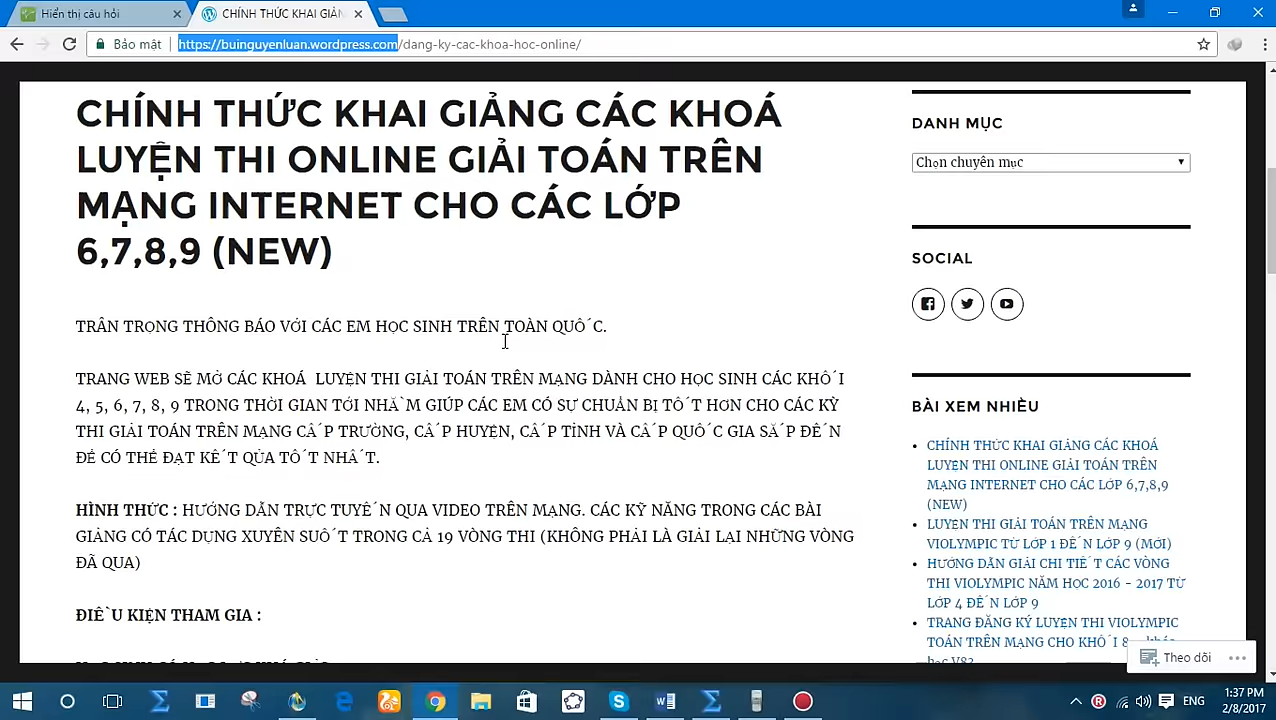 Hiển thị câu hỏi
CHÍNH THỨC KHAI GIẢN
Bảo mật
https://buinguyenluan.wordpress.com/dang-ky-cac-khoa-hoc-online/
CHÍNH THỨC KHAI GIẢNG CÁC KHOÁ
LUYỆN THI ONLINE GIẢI TOÁN TRÊN
MẠNG INTERNET CHO CÁC LỚP
6,7,8,9 (NEW)
TRÂN TRỌNG THÔNG BÁO VỚI CÁC EM HỌC SINH TRÊN TOÀN QUỐC.
TRANG WEB SẼ MỞ CÁC KHOÁ LUYỆN THI GIẢI TOÁN TRÊN MẠNG DÀNH CHO HỌC SINH CÁC KHỐI
4, 5, 6, 7, 8, 9 TRONG THỜI GIAN TỚI NHẰM GIÚP CÁC EM CÓ SỰ CHUẨN BỊ TỐT HƠN CHO CÁC KỲ
THI GIẢI TOÁN TRÊN MẠNG CẤP TRƯỜNG, CẤP HUYỆN, CẤP TỈNH VÀ CẤP QUỐC GIA SẮP ĐẾN
ĐỂ CÓ THỂ ĐẠT KẾT QỦA TỐT NHẤT.
HÌNH THỨC : HƯỚNG DẪN TRỰC TUYẾN QUA VIDEO TRÊN MẠNG. CÁC KỸ NĂNG TRONG CÁC BÀI
GIẢNG CÓ TÁC DỤNG XUYÊN SUỐT TRONG CẢ 19 VÒNG THI (KHÔNG PHẢI LÀ GIẢI LẠI NHỮNG VÒNG
ĐÃ QUA)
ĐIỀU KIỆN THAM GIA :
DANH MỤC
Chọn chuyên mục
SOCIAL
BÀI XEM NHIỀU
CHÍNH THỨC KHAI GIẢNG CÁC KHOÁ
LUYỆN THI ONLINE GIẢI TOÁN TRÊN
MẠNG INTERNET CHO CÁC LỚP 6,7,8,9
(NEW)
LUYỆN THI GIẢI TOÁN TRÊN MẠNG
VIOLYMPIC TỪ LỚP 1 ĐẾN LỚP 9 (MỚI)
HƯỚNG DẪN GIẢI CHI TIẾT CÁC VÒNG
THI VIOLYMPIC NĂM HỌC 2016 - 2017 TỪ
LỚP 4 ĐẾN LỚP 9
TRANG ĐĂNG KÝ LUYỆN THI VIOLYMPIC
TOÁN TRÊN MẠNG CHO KHỐI 8
Theo dõi
ENG
1:37 PM
2/8/2017